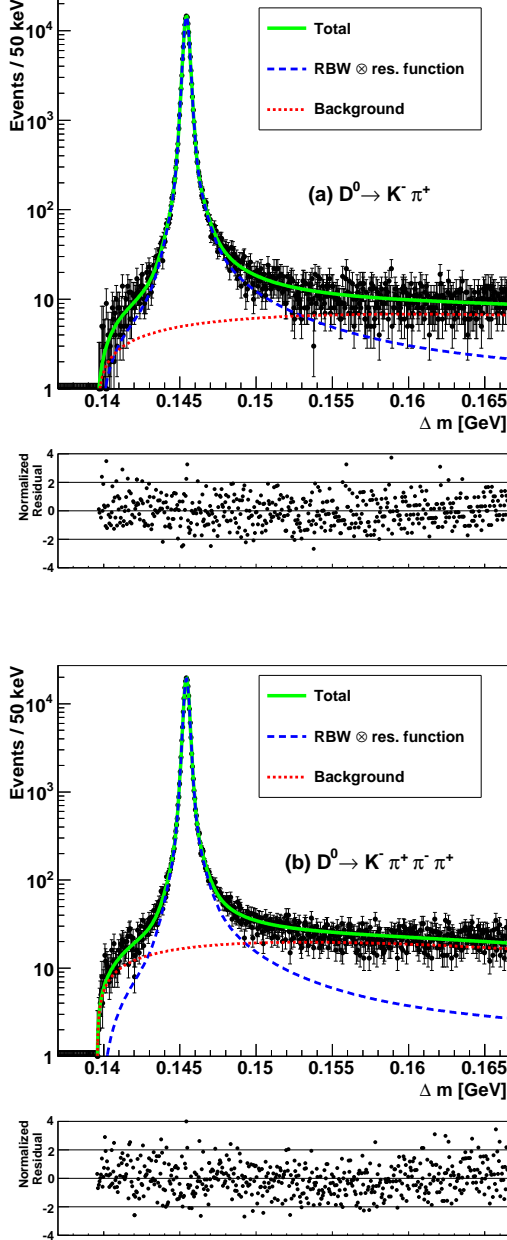 Events / 50 keV
10⁴
10³
10²
10
1
Total
RBW ⊗ res. function
Background
(a) D⁰→ K⁻ π⁺
0.14 0.145 0.15 0.155 0.16 0.165
Δ m [GeV]
Normalized
Residual
4
2
0
-2
-4
Events / 50 keV
10⁴
10³
10²
10
1
Total
RBW ⊗ res. function
Background
(b) D⁰→ K⁻ π⁺ π⁻ π⁺
0.14 0.145 0.15 0.155 0.16 0.165
Δ m [GeV]
Normalized
Residual
4
2
0
-2
-4